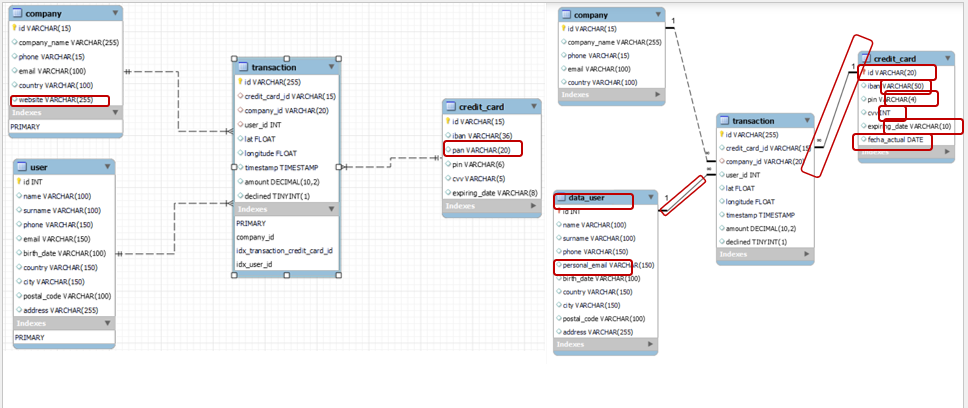 company
id VARCHAR(15)
company_name VARCHAR(255)
phone VARCHAR(15)
email VARCHAR(100)
country VARCHAR(100)
website VARCHAR(255)
Indexes
PRIMARY
user
id INT
name VARCHAR(100)
surname VARCHAR(100)
phone VARCHAR(150)
email VARCHAR(150)
birth_date VARCHAR(100)
country VARCHAR(150)
city VARCHAR(150)
postal_code VARCHAR(100)
address VARCHAR(255)
Indexes
PRIMARY
transaction
id VARCHAR(255)
credit_card_id VARCHAR(15)
company_id VARCHAR(20)
user_id INT
lat FLOAT
longitude FLOAT
timestamp TIMESTAMP
amount DECIMAL(10,2)
declined TINYINT(1)
Indexes
PRIMARY
company_id
idx_transaction_credit_card_id
idx_user_id
credit_card
id VARCHAR(15)
iban VARCHAR(36)
pan VARCHAR(20)
pin VARCHAR(6)
cvv VARCHAR(5)
expiring_date VARCHAR(8)
Indexes
company
id VARCHAR(15)
company_name VARCHAR(255)
phone VARCHAR(15)
email VARCHAR(100)
country VARCHAR(100)
Indexes
1
∞
∞
1
data_user
id INT
name VARCHAR(100)
surname VARCHAR(100)
phone VARCHAR(150)
personal_email VARCHAR(150)
birth_date VARCHAR(100)
country VARCHAR(150)
city VARCHAR(150)
postal_code VARCHAR(100)
address VARCHAR(255)
Indexes
transaction
id VARCHAR(255)
credit_card_id VARCHAR(15)
company_id VARCHAR(20)
user_id INT
lat FLOAT
longitude FLOAT
timestamp TIMESTAMP
amount DECIMAL(10,2)
declined TINYINT(1)
Indexes
∞
1
credit_card
id VARCHAR(20)
iban VARCHAR(50)
pin VARCHAR(4)
cvv INT
expiring_date VARCHAR(10)
fecha_actual DATE
Indexes